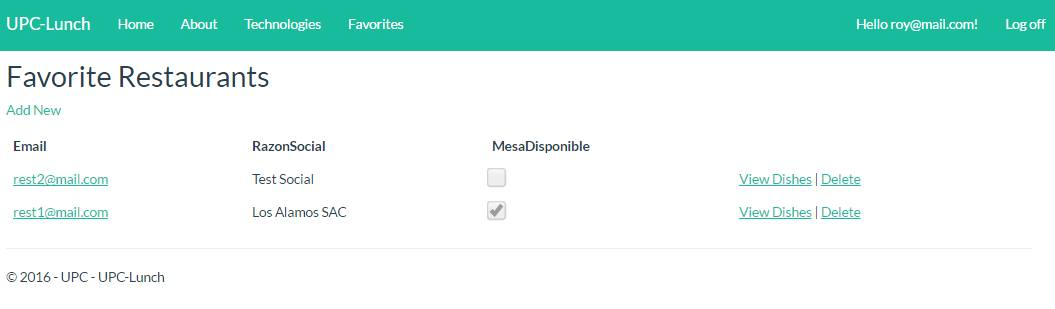 UPC-Lunch Home About Technologies Favorites Hello roy@mail.com! Log off
Favorite Restaurants
Add New
Email RazonSocial MesaDisponible
rest2@mail.com Test Social View Dishes | Delete
rest1@mail.com Los Alamos SAC View Dishes | Delete
© 2016 - UPC - UPC-Lunch